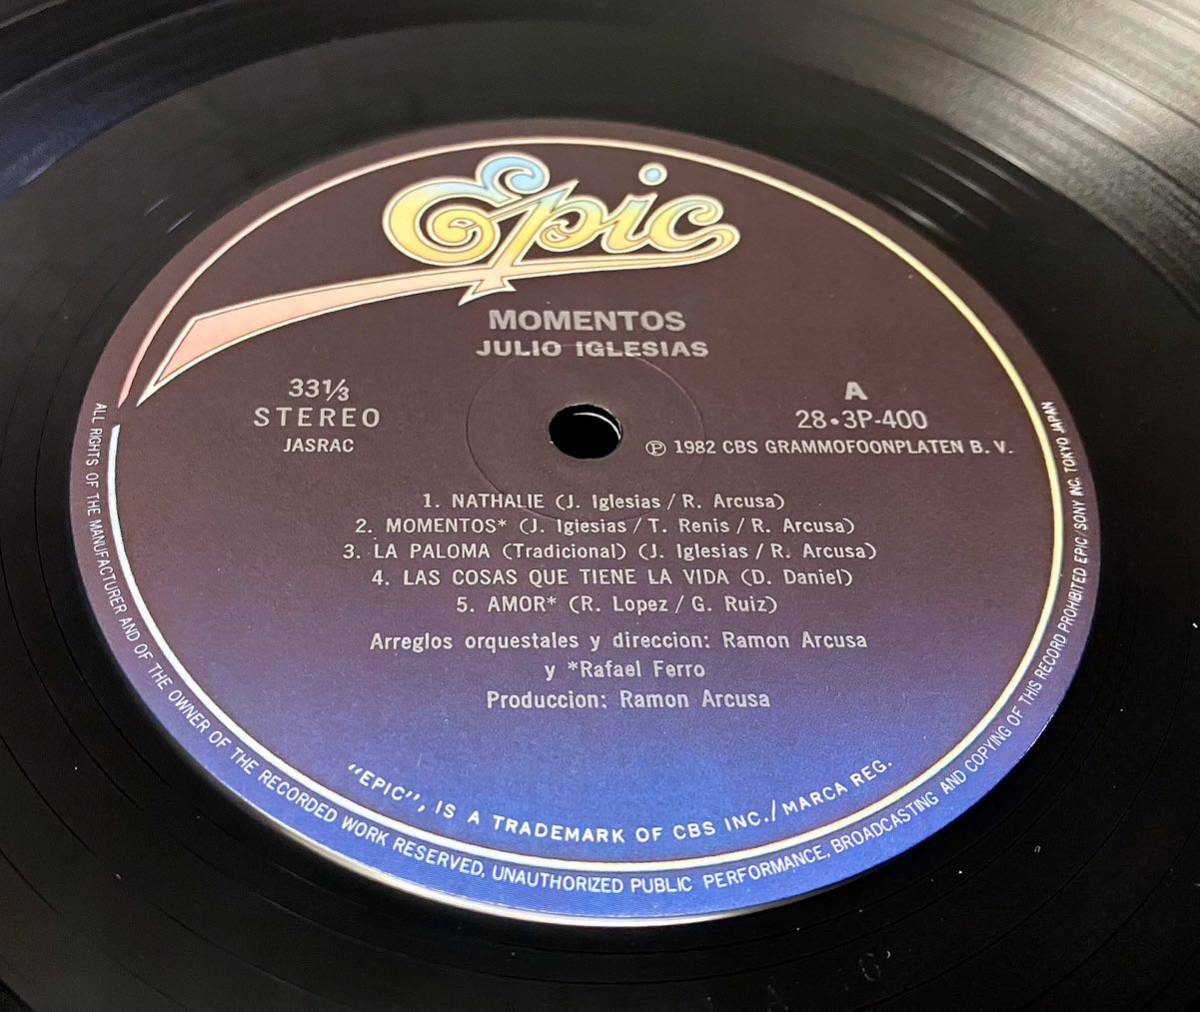 Epic
MOMENTOS
JULIO IGLESIAS
33⅓
STEREO
JASRAC
A
28•3P-400
Ⓟ 1982 CBS GRAMMOFOONPLATEN B. V.
1. NATHALIE (J. Iglesias / R. Arcusa)
2. MOMENTOS* (J. Iglesias / T. Renis / R. Arcusa)
3. LA PALOMA (Tradicional) (J. Iglesias / R. Arcusa)
4. LAS COSAS QUE TIENE LA VIDA (D. Daniel)
5. AMOR* (R. Lopez / G. Ruiz)
Arreglos orquestales y direccion: Ramon Arcusa
y *Rafael Ferro
Produccion: Ramon Arcusa
“EPIC”, IS A TRADEMARK OF CBS INC./MARCA REG.
ALL RIGHTS OF THE MANUFACTURER AND OF THE OWNER OF THE RECORDED WORK RESERVED, UNAUTHORIZED PUBLIC PERFORMANCE, BROADCASTING AND COPYING OF THIS RECORD PROHIBITED EPIC/SONY INC. TOKYO JAPAN